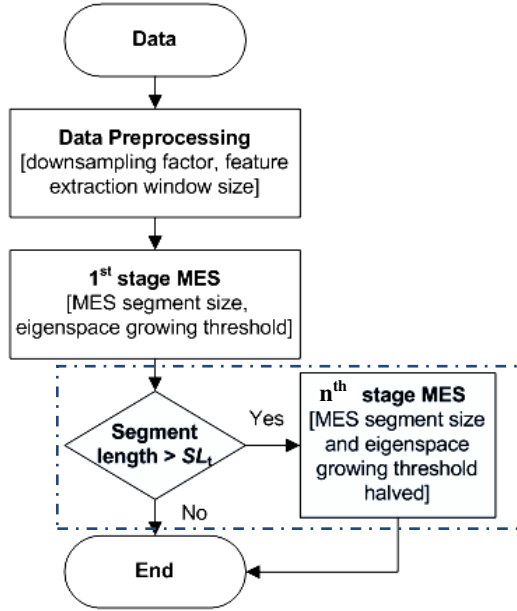 Data
Data Preprocessing
[downsampling factor, feature
extraction window size]
1st stage MES
[MES segment size,
eigenspace growing threshold]
Segment
length > SLt
Yes
nth stage MES
[MES segment size
and eigenspace
growing threshold
halved]
No
End